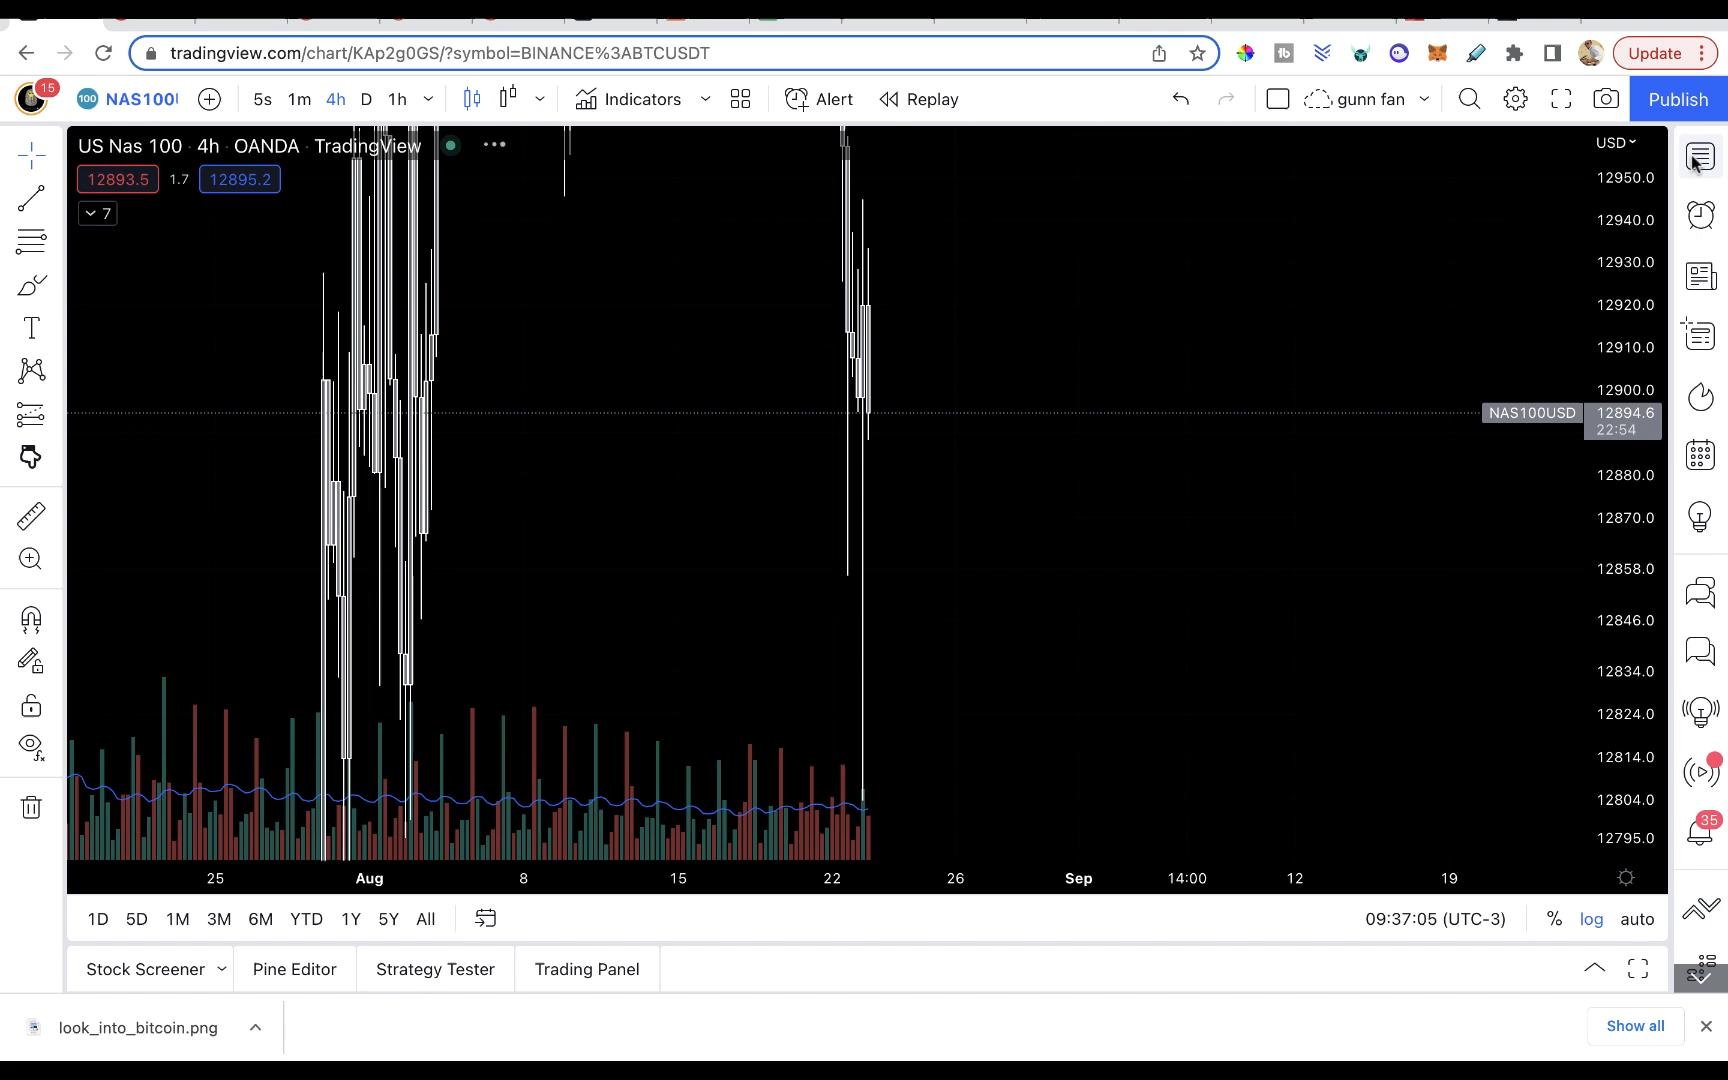 tradingview.com/chart/KAp2g0GS/?symbol=BINANCE%3ABTCUSDT
tb
Update
15
100 NAS100
5s 1m 4h D 1h
Indicators
Alert
Replay
gunn fan
Publish
US Nas 100 · 4h · OANDA · TradingView
USD
12893.5 1.7 12895.2
7
12950.0
12940.0
12930.0
12920.0
12910.0
12900.0
NAS100USD 12894.6
22:54
12880.0
12870.0
12858.0
12846.0
12834.0
12824.0
12814.0
12804.0
12795.0
35
25 Aug 8 15 22 26 Sep 14:00 12 19
1D 5D 1M 3M 6M YTD 1Y 5Y All
09:37:05 (UTC-3) % log auto
Stock Screener Pine Editor Strategy Tester Trading Panel
look_into_bitcoin.png
Show all